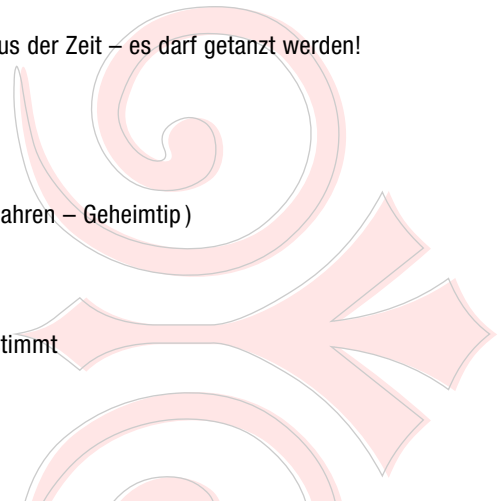 us der Zeit – es darf getanzt werden!
ahren – Geheimtip)
timmt